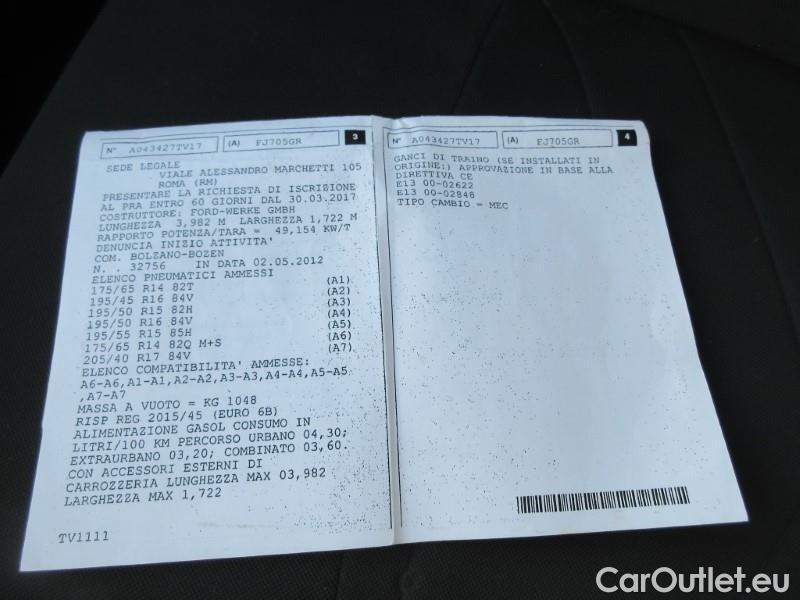 N° A043427TV17 (A) FJ705GR 3
SEDE LEGALE
VIALE ALESSANDRO MARCHETTI 105
ROMA (RM)
PRESENTARE LA RICHIESTA DI ISCRIZIONE
AL PRA ENTRO 60 GIORNI DAL 30.03.2017
COSTRUTTORE: FORD-WERKE GMBH
LUNGHEZZA 3,982 M LARGHEZZA 1,722 M
RAPPORTO POTENZA/TARA = 49,154 KW/T
DENUNCIA INIZIO ATTIVITA'
COM. BOLZANO-BOZEN
N. . 32756 IN DATA 02.05.2012
ELENCO PNEUMATICI AMMESSI
175/65 R14 82T (A1)
195/45 R16 84V (A2)
195/50 R15 82H (A3)
195/50 R16 84V (A4)
195/55 R15 85H (A5)
175/65 R14 82Q M+S (A6)
205/40 R17 84V (A7)
ELENCO COMPATIBILITA' AMMESSE:
A6-A6,A1-A1,A2-A2,A3-A3,A4-A4,A5-A5
,A7-A7
MASSA A VUOTO = KG 1048
RISP REG 2015/45 (EURO 6B)
ALIMENTAZIONE GASOL CONSUMO IN
LITRI/100 KM PERCORSO URBANO 04,30;
EXTRAURBANO 03,20; COMBINATO 03,60.
CON ACCESSORI ESTERNI DI
CARROZZERIA LUNGHEZZA MAX 03,982
LARGHEZZA MAX 1,722
TV1111
N° A043427TV17 (A) FJ705GR 4
GANCI DI TRAINO (SE INSTALLATI IN
ORIGINE;) APPROVAZIONE IN BASE ALLA
DIRETTIVA CE
E13 00-02622
E13 00-02848
TIPO CAMBIO = MEC
CarOutlet.eu